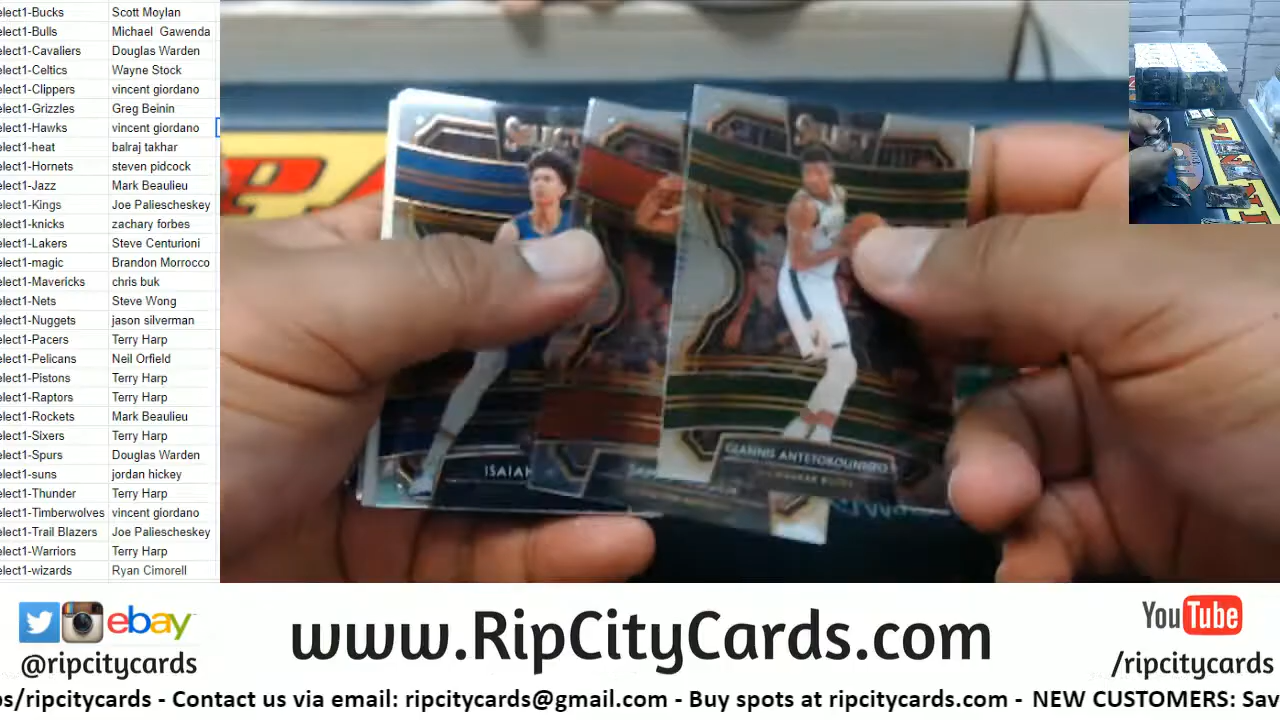 elect1-Bucks Scott Moylan
elect1-Bulls Michael Gawenda
elect1-Cavaliers Douglas Warden
elect1-Celtics Wayne Stock
elect1-Clippers vincent giordano
elect1-Grizzles Greg Beinin
elect1-Hawks vincent giordano
elect1-heat balraj takhar
elect1-Hornets steven pidcock
elect1-Jazz Mark Beaulieu
elect1-Kings Joe Paliescheskey
elect1-knicks zachary forbes
elect1-Lakers Steve Centurioni
elect1-magic Brandon Morrocco
elect1-Mavericks chris buk
elect1-Nets Steve Wong
elect1-Nuggets jason silverman
elect1-Pacers Terry Harp
elect1-Pelicans Neil Orfield
elect1-Pistons Terry Harp
elect1-Raptors Terry Harp
elect1-Rockets Mark Beaulieu
elect1-Sixers Terry Harp
elect1-Spurs Douglas Warden
elect1-suns jordan hickey
elect1-Thunder Terry Harp
elect1-Timberwolves vincent giordano
elect1-Trail Blazers Joe Paliescheskey
elect1-Warriors Terry Harp
elect1-wizards Ryan Cimorell
SELECT
ISAIAH
GIANNIS ANTETOKOUNMPO
MILWAUKEE BUCKS
ebay
@ripcitycards
www.RipCityCards.com
YouTube
/ripcitycards
os/ripcitycards - Contact us via email: ripcitycards@gmail.com - Buy spots at ripcitycards.com - NEW CUSTOMERS: Sav